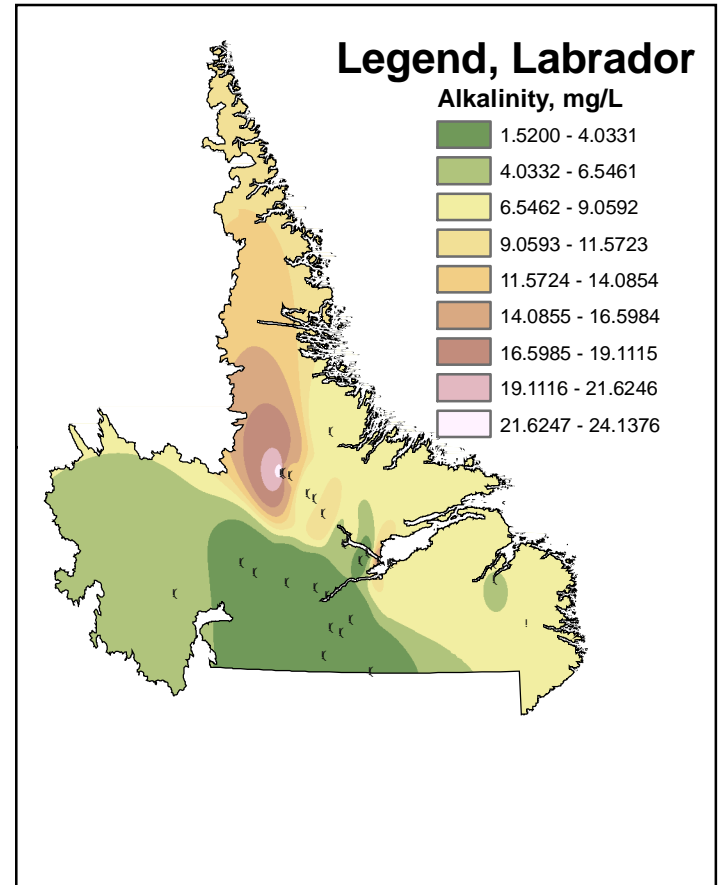 Legend, Labrador
Alkalinity, mg/L
1.5200 - 4.0331
4.0332 - 6.5461
6.5462 - 9.0592
9.0593 - 11.5723
11.5724 - 14.0854
14.0855 - 16.5984
16.5985 - 19.1115
19.1116 - 21.6246
21.6247 - 24.1376